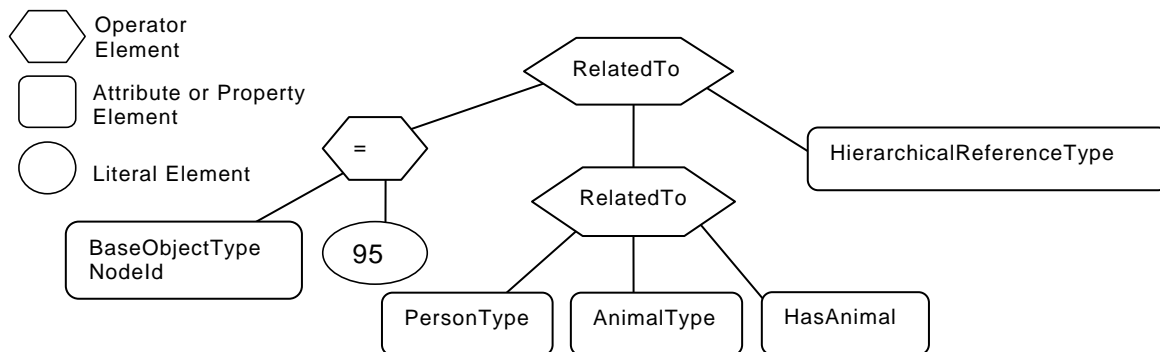 Operator
Element
Attribute or Property
Element
Literal Element
RelatedTo
=
HierarchicalReferenceType
RelatedTo
BaseObjectType
NodeId
95
PersonType
AnimalType
HasAnimal